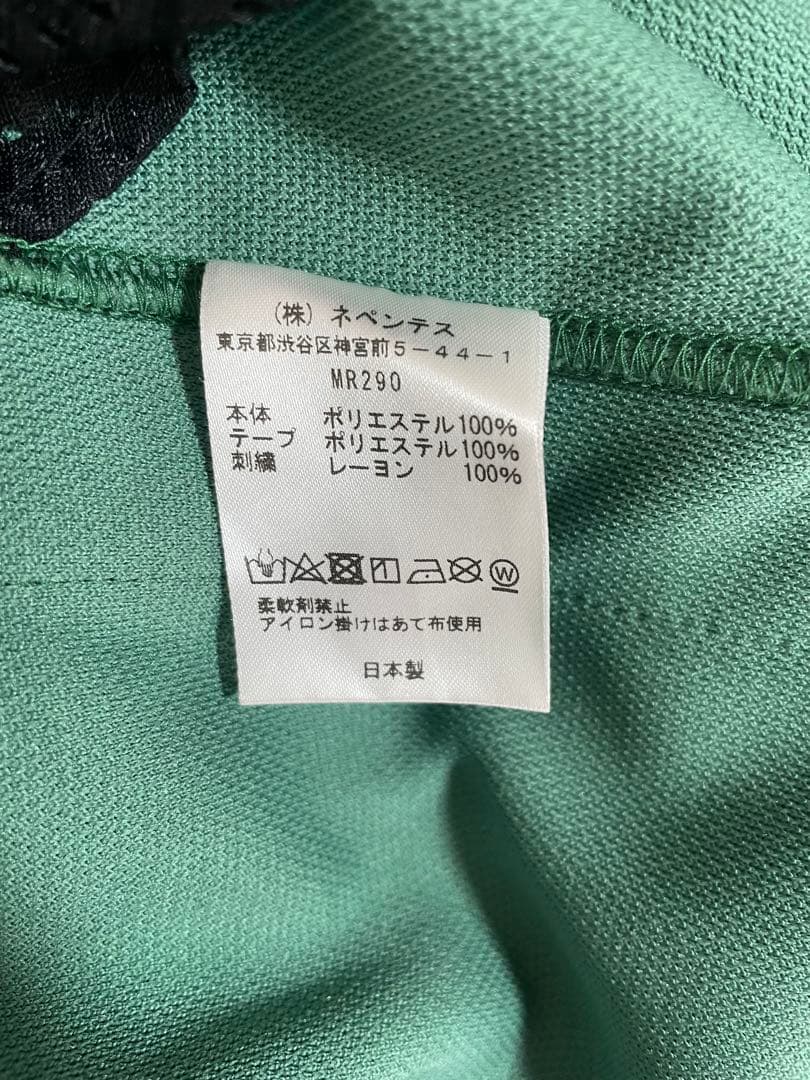 (株) ネペンテス
東京都渋谷区神宮前5-44-1
MR290
本体 ポリエステル100%
テープ ポリエステル100%
刺繍 レーヨン 100%
W
柔軟剤禁止
アイロン掛けはあて布使用
日本製